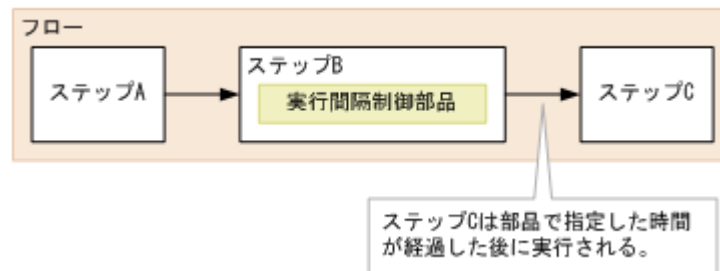 フロー
ステップA
ステップB
実行間隔制御部品
ステップC
ステップCは部品で指定した時間
が経過した後に実行される。